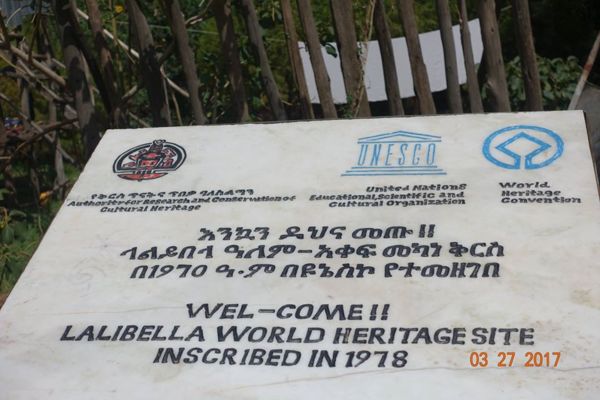 የቅርስ ጥናትና ጥበቃ ባለስልጣን
Authority for Research and Conservation of
Cultural Heritage
UNESCO
United Nations
Educational, Scientific and
Cultural Organization
World
Heritage
Convention
እንኳን ደህና መጡ !!
ላልይበላ ዓለም-አቀፍ መካነ ቅርስ
በ1970 ዓ.ም በዩኔስኮ የተመዘገበ
WEL-COME !!
LALIBELLA WORLD HERITAGE SITE
INSCRIBED IN 1978
03 27 2017